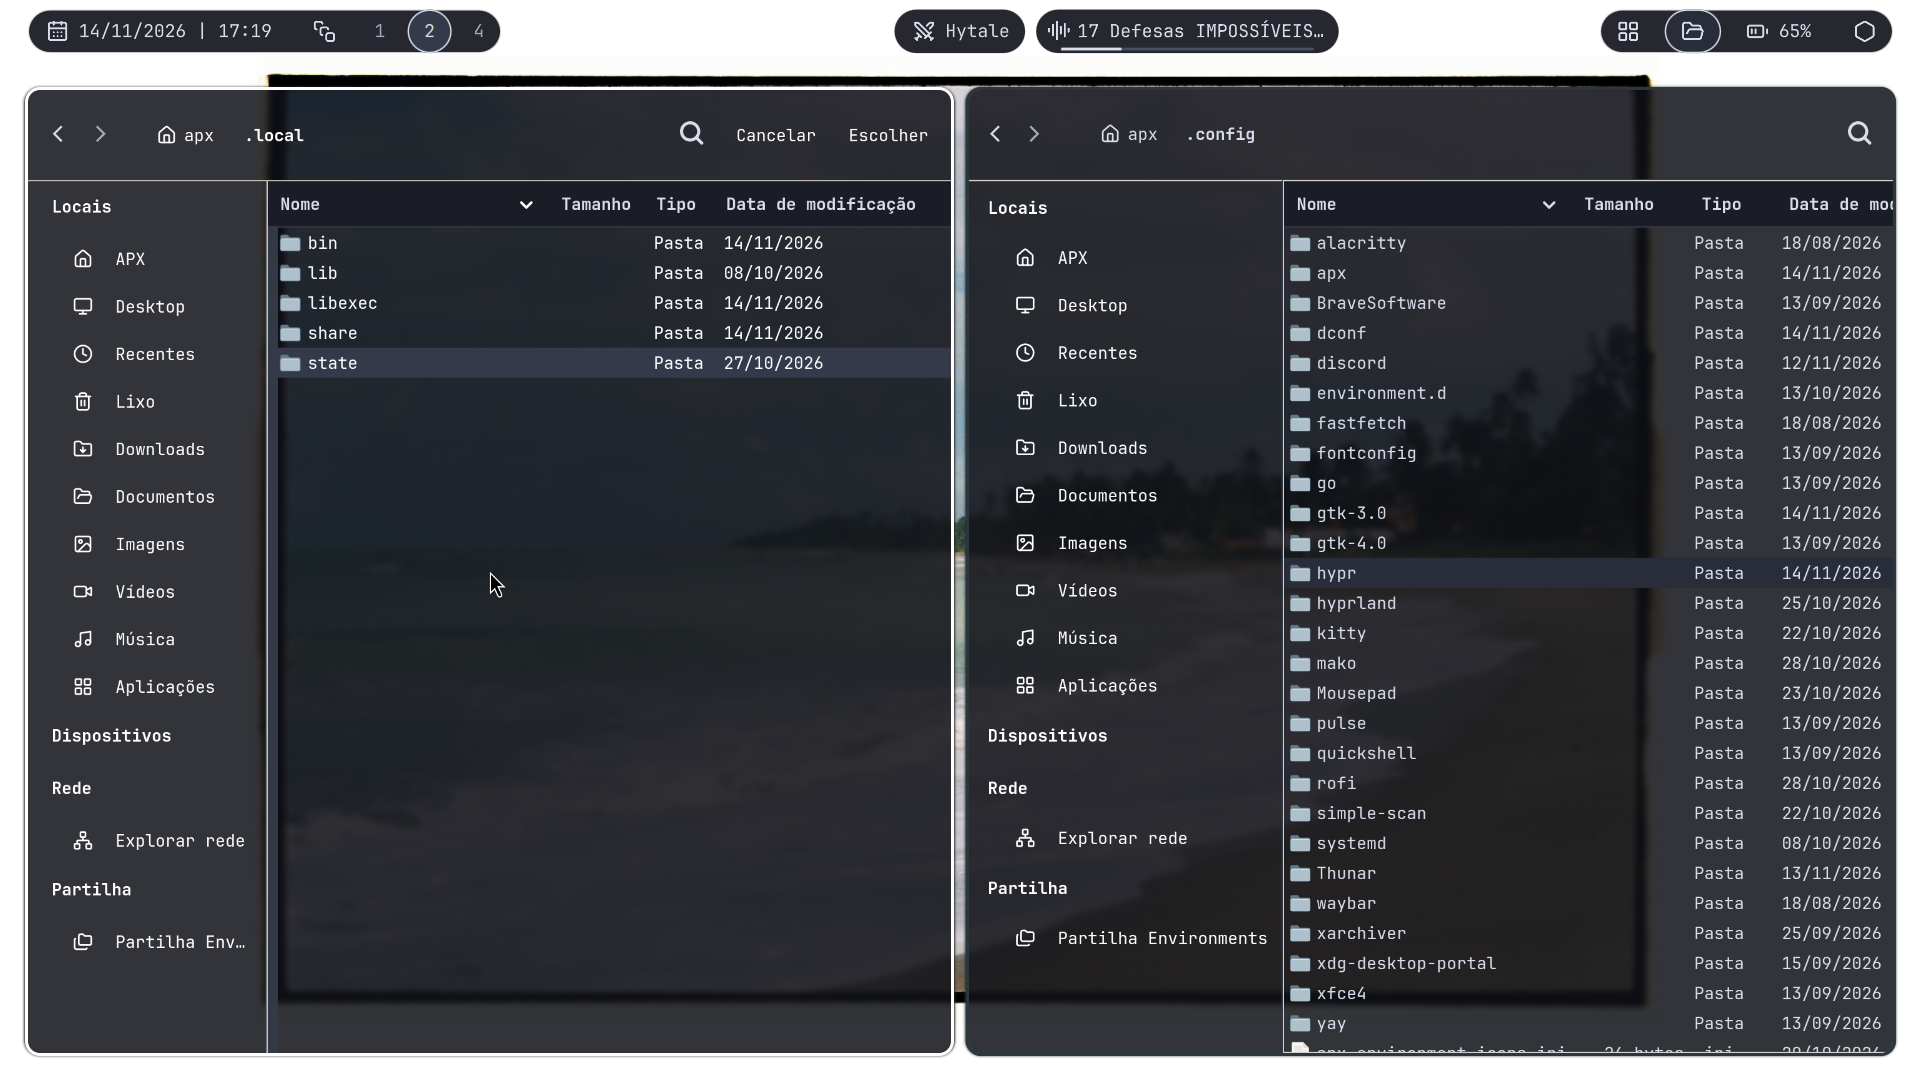 14/11/2026 | 17:19 1 2 4 Hytale 17 Defesas IMPOSSÍVEIS… 65%
apx .local Cancelar Escolher
Locais
APX
Desktop
Recentes
Lixo
Downloads
Documentos
Imagens
Vídeos
Música
Aplicações
Dispositivos
Rede
Explorar rede
Partilha
Partilha Env…
Nome Tamanho Tipo Data de modificação
bin Pasta 14/11/2026
lib Pasta 08/10/2026
libexec Pasta 14/11/2026
share Pasta 14/11/2026
state Pasta 27/10/2026
apx .config
Locais
APX
Desktop
Recentes
Lixo
Downloads
Documentos
Imagens
Vídeos
Música
Aplicações
Dispositivos
Rede
Explorar rede
Partilha
Partilha Environments
Nome Tamanho Tipo Data de mo
alacritty Pasta 18/08/2026
apx Pasta 14/11/2026
BraveSoftware Pasta 13/09/2026
dconf Pasta 14/11/2026
discord Pasta 12/11/2026
environment.d Pasta 13/10/2026
fastfetch Pasta 18/08/2026
fontconfig Pasta 13/09/2026
go Pasta 13/09/2026
gtk-3.0 Pasta 14/11/2026
gtk-4.0 Pasta 13/09/2026
hypr Pasta 14/11/2026
hyprland Pasta 25/10/2026
kitty Pasta 22/10/2026
mako Pasta 28/10/2026
Mousepad Pasta 23/10/2026
pulse Pasta 13/09/2026
quickshell Pasta 13/09/2026
rofi Pasta 28/10/2026
simple-scan Pasta 22/10/2026
systemd Pasta 08/10/2026
Thunar Pasta 13/11/2026
waybar Pasta 18/08/2026
xarchiver Pasta 25/09/2026
xdg-desktop-portal Pasta 15/09/2026
xfce4 Pasta 13/09/2026
yay Pasta 13/09/2026